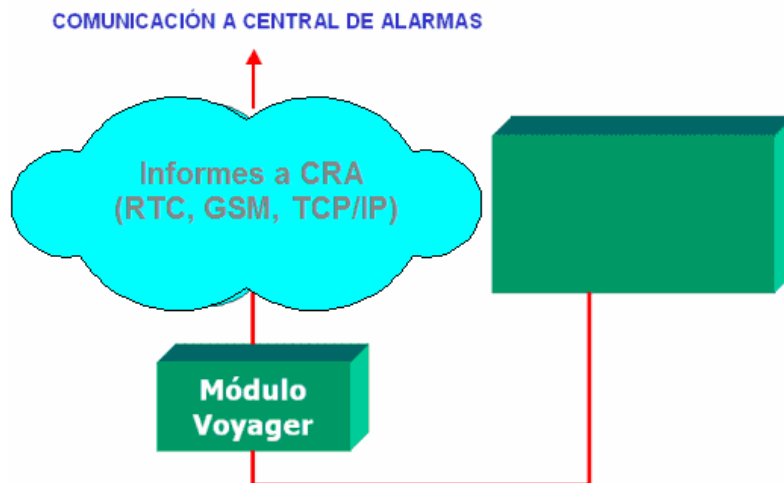 COMUNICACIÓN A CENTRAL DE ALARMAS
Informes a CRA
(RTC, GSM, TCP/IP)
Módulo
Voyager